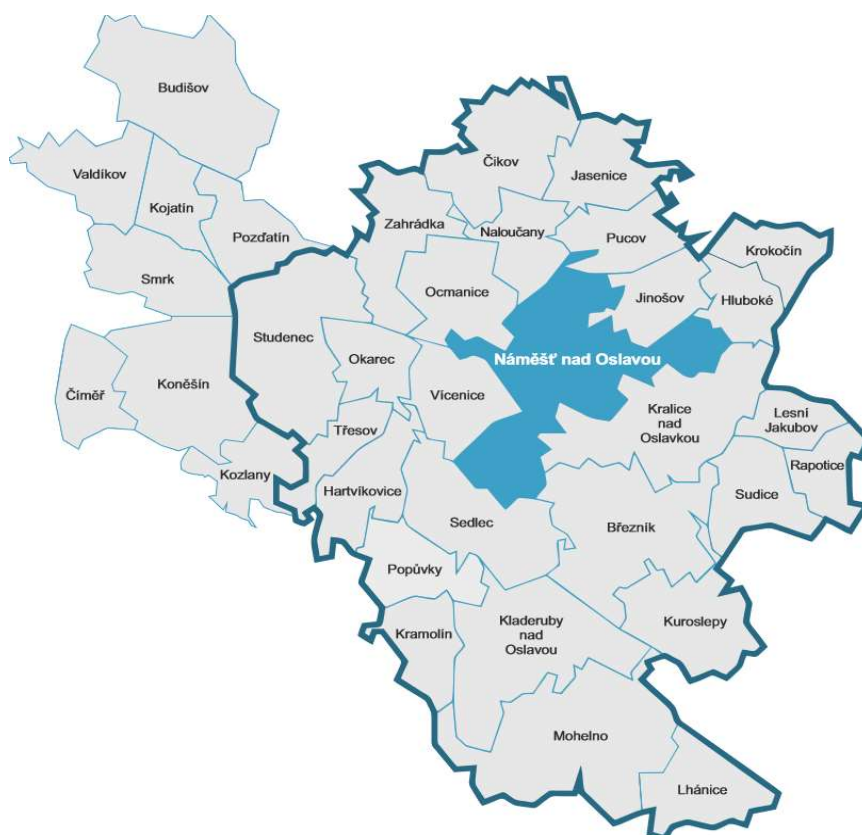 Budišov
Valdíkov
Kojatín
Pozďatín
Smrk
Číměř
Koněšín
Kozlany
Čikov
Jasenice
Zahrádka
Naloučany
Pucov
Krokočín
Ocmanice
Jinošov
Hluboké
Studenec
Okarec
Náměšť nad Oslavou
Vícenice
Třesov
Kralice
nad
Oslavkou
Lesní
Jakubov
Rapotice
Hartvíkovice
Sudice
Sedlec
Březník
Popůvky
Kramolín
Kladeruby
nad
Oslavou
Kuroslepy
Mohelno
Lhánice